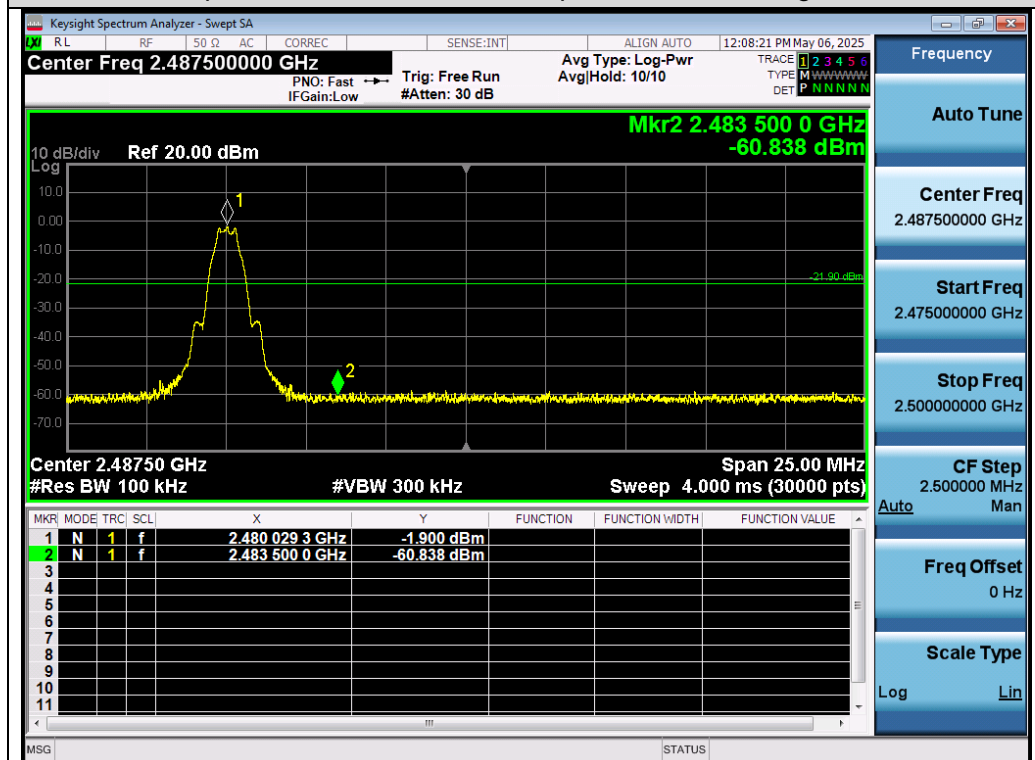 Keysight Spectrum Analyzer - Swept SA
LXI RL RF 50 Ω AC CORREC SENSE:INT ALIGN AUTO 12:08:21 PM May 06, 2025
Center Freq 2.487500000 GHz
PNO: Fast
IFGain:Low
Trig: Free Run
#Atten: 30 dB
Avg Type: Log-Pwr
Avg|Hold: 10/10
TRACE 1 2 3 4 5 6
TYPE M WWWWW
DET P N N N N N
Mkr2 2.483 500 0 GHz
-60.838 dBm
10 dB/div Ref 20.00 dBm
Log
10.0
0.00
-10.0
-20.0
-30.0
-40.0
-50.0
-60.0
-70.0
1
-21.90 dBm
2
Center 2.48750 GHz Span 25.00 MHz
#Res BW 100 kHz #VBW 300 kHz Sweep 4.000 ms (30000 pts)
MKR MODE TRC SCL X Y FUNCTION FUNCTION WIDTH FUNCTION VALUE
1 N 1 f 2.480 029 3 GHz -1.900 dBm
2 N 1 f 2.483 500 0 GHz -60.838 dBm
3
4
5
6
7
8
9
10
11
MSG STATUS
Frequency
Auto Tune
Center Freq
2.487500000 GHz
Start Freq
2.475000000 GHz
Stop Freq
2.500000000 GHz
CF Step
2.500000 MHz
Auto Man
Freq Offset
0 Hz
Scale Type
Log Lin